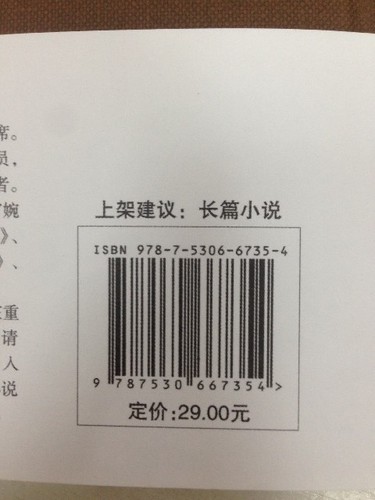 席。
员，
者。
婉
》、
》、
重
请
人
说
上架建议：长篇小说
ISBN 978-7-5306-6735-4
9 787530 667354 >
定价：29.00元